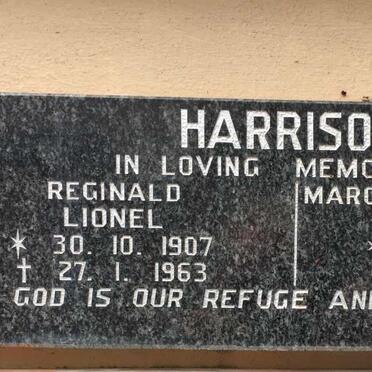 HARRISO
IN LOVING MEMO
REGINALD
LIONEL
* 30. 10. 1907
† 27. 1. 1963
MARG
GOD IS OUR REFUGE AN